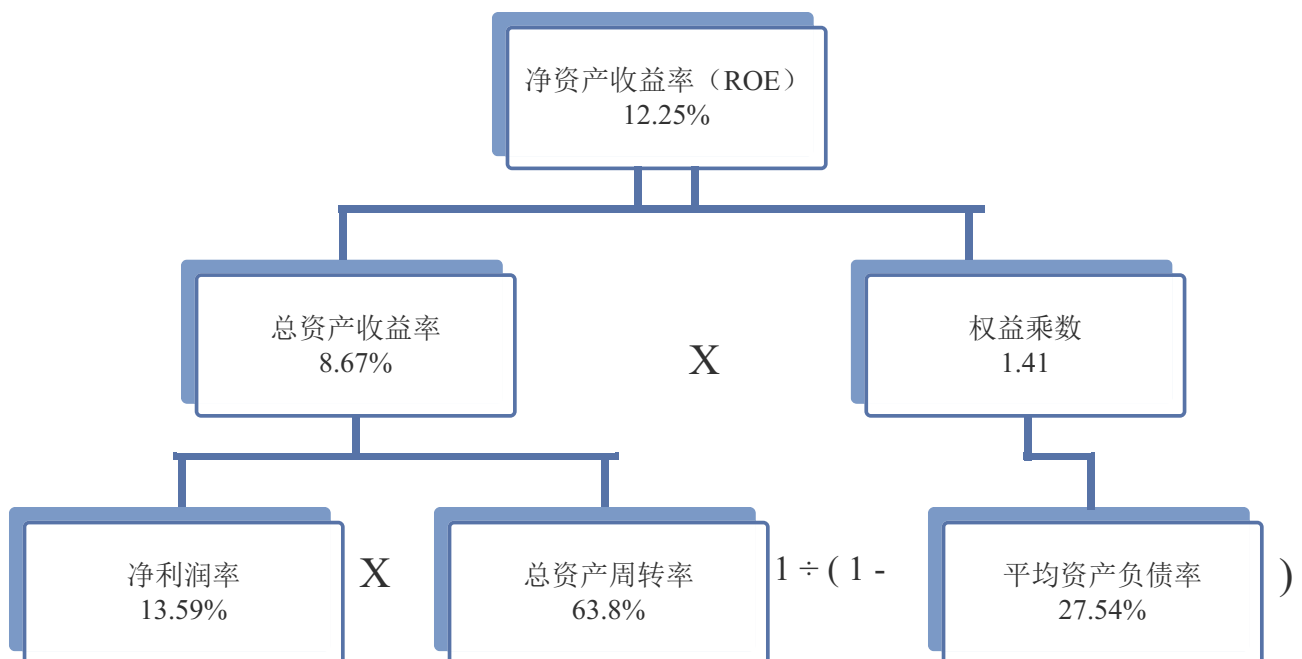 净资产收益率（ROE）
12.25%
总资产收益率
8.67%
X
权益乘数
1.41
净利润率
13.59%
X
总资产周转率
63.8%
1 ÷ ( 1 -
平均资产负债率
27.54%
)